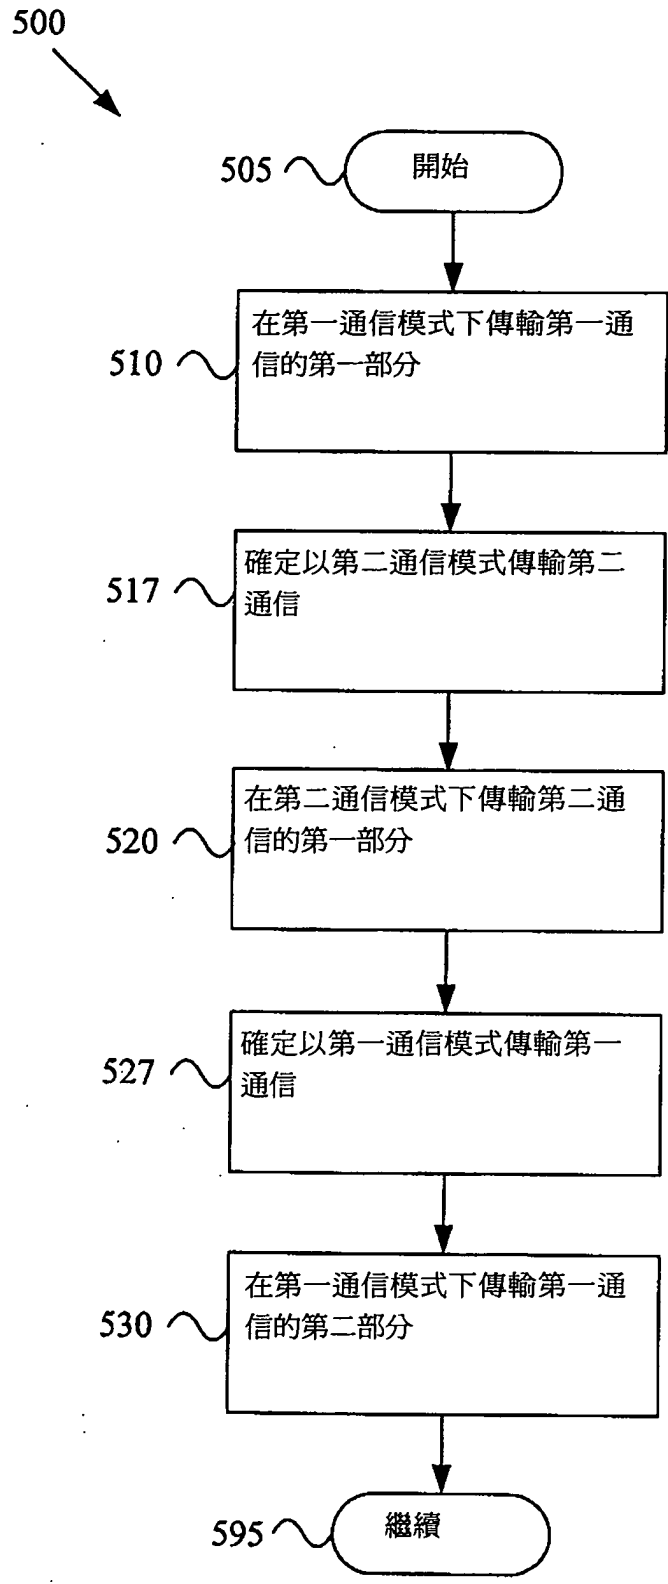 500
505
開始
在第一通信模式下傳輸第一通
510
信的第一部分
確定以第二通信模式傳輸第二
517
通信
在第二通信模式下傳輸第二通
520
信的第一部分
確定以第一通信模式傳輸第一
527
通信
在第一通信模式下傳輸第一通
530
信的第二部分
595
繼續